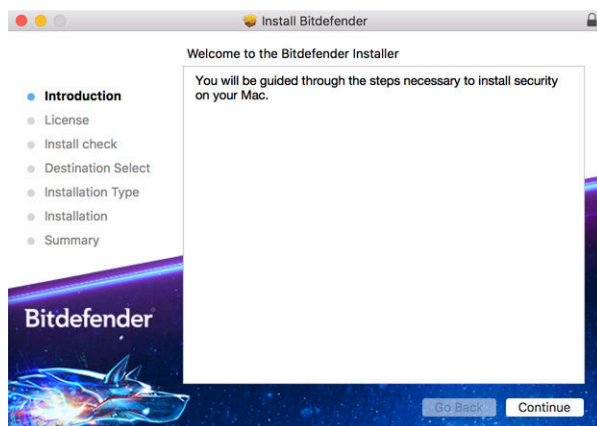 Install Bitdefender
Welcome to the Bitdefender Installer
You will be guided through the steps necessary to install security
on your Mac.
Introduction
License
Install check
Destination Select
Installation Type
Installation
Summary
Bitdefender
Go Back
Continue